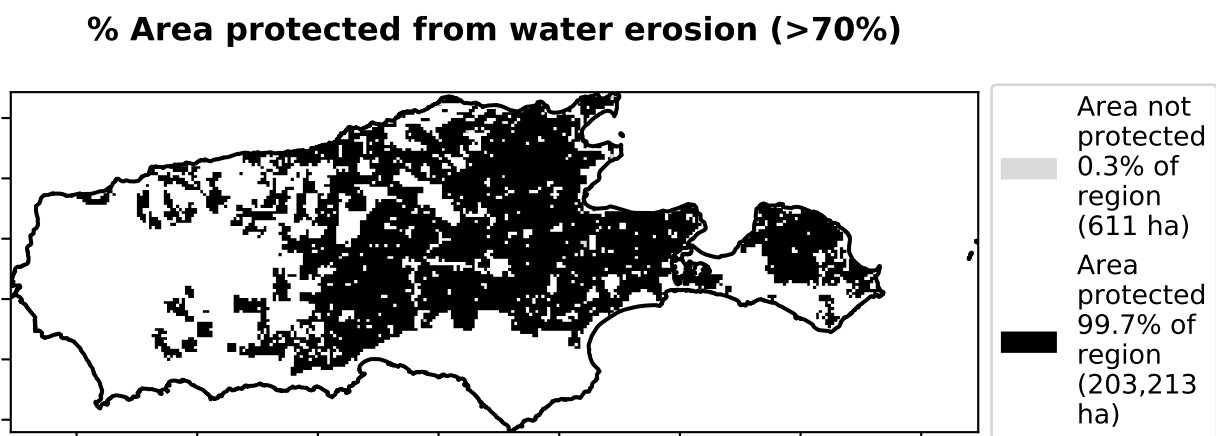 % Area protected from water erosion (>70%)
Area not
protected
0.3% of
region
(611 ha)
Area
protected
99.7% of
region
(203,213
ha)